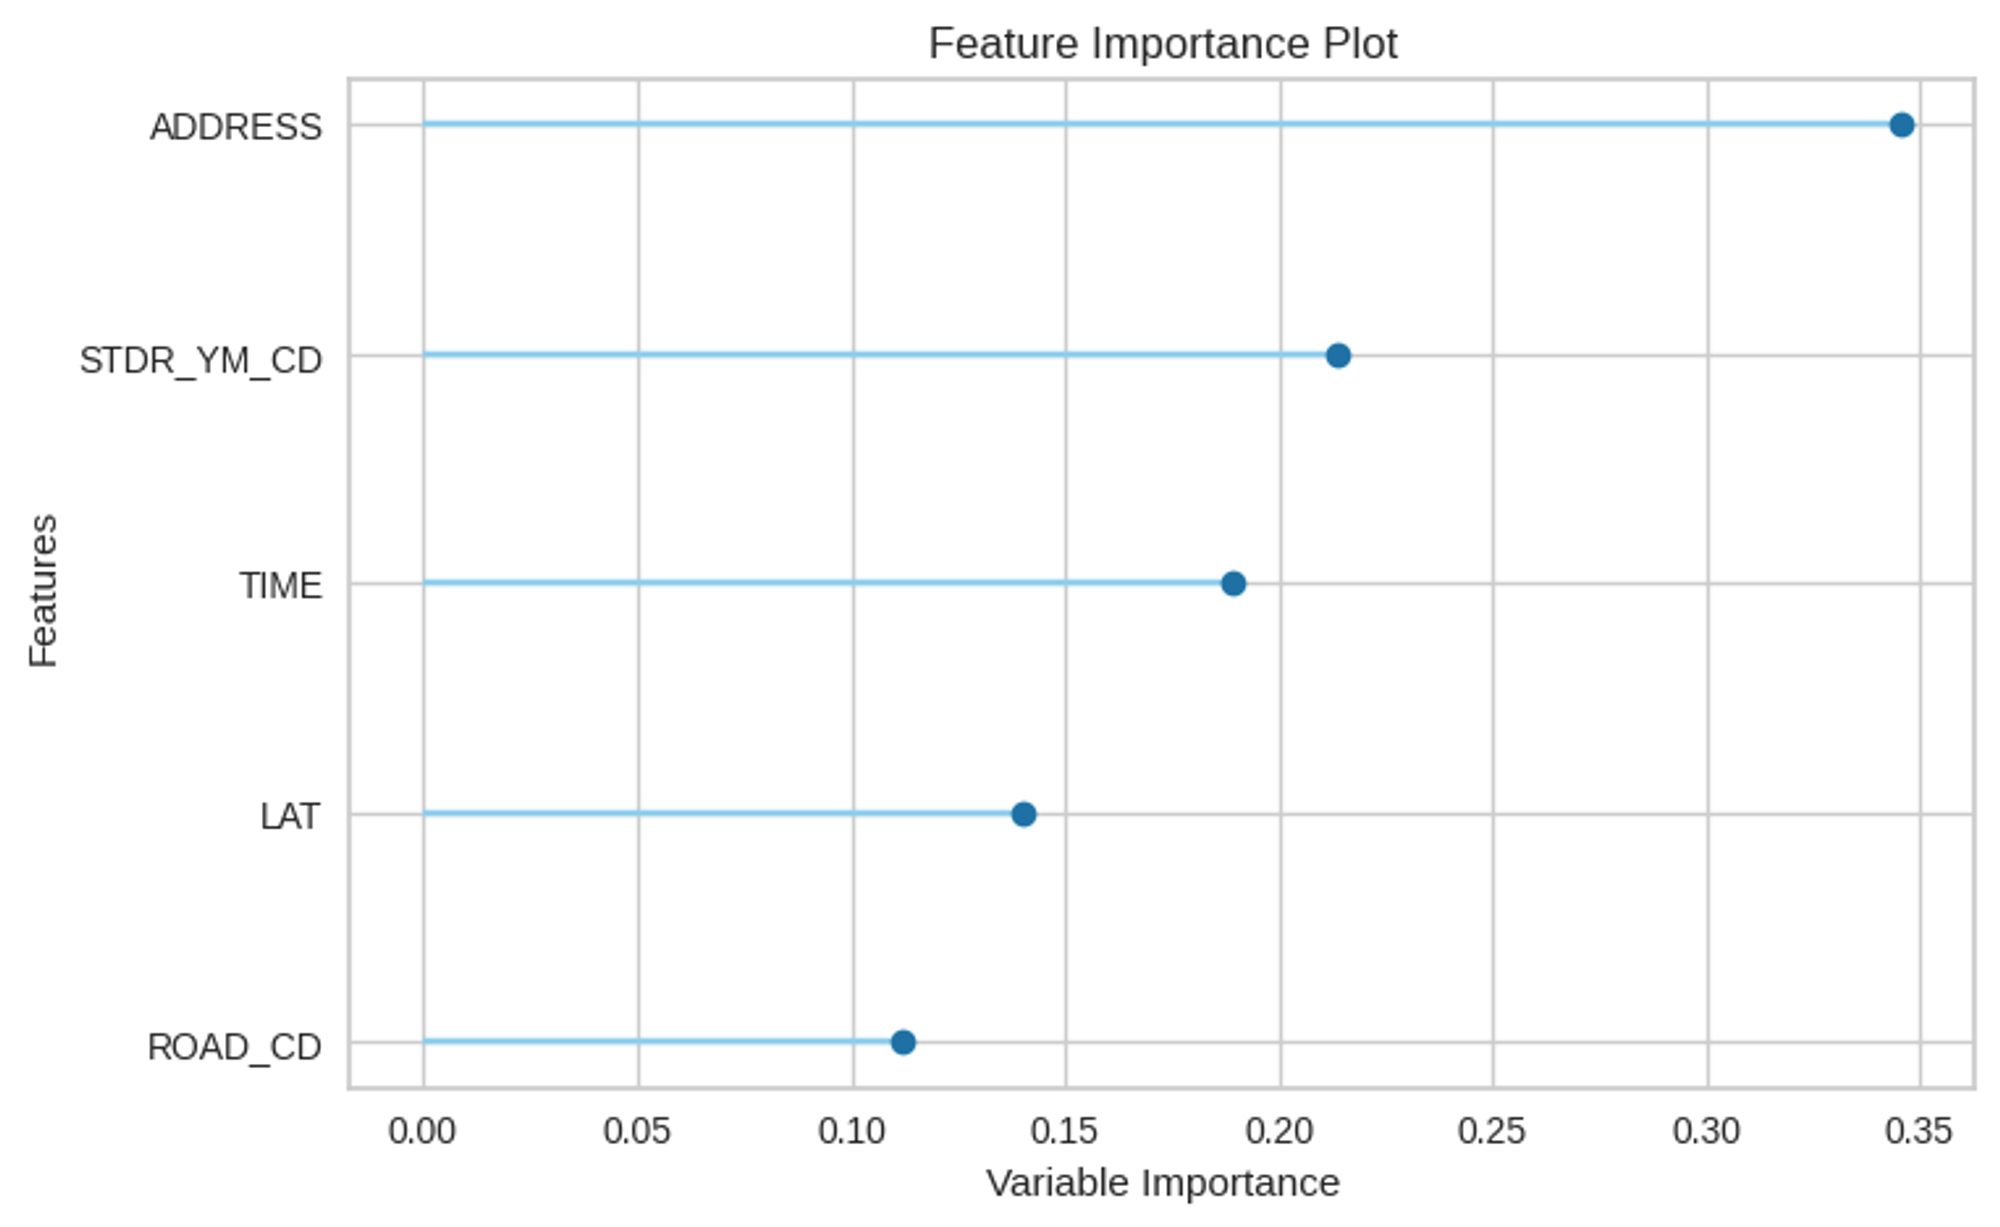 Feature Importance Plot
ADDRESS
STDR_YM_CD
TIME
LAT
ROAD_CD
Features
0.00 0.05 0.10 0.15 0.20 0.25 0.30 0.35
Variable Importance